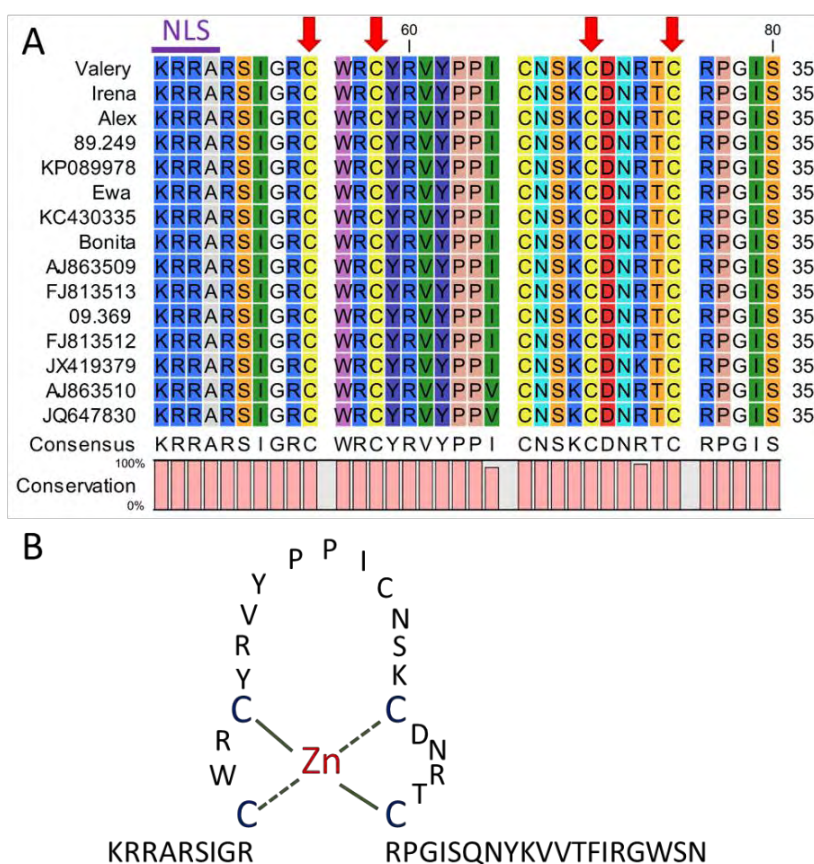 A
NLS
60
80
Valery KRRARSIGRC WRCYRVYPPI CNSKCDNRTC RPGIS 35
Irena KRRARSIGRC WRCYRVYPPI CNSKCDNRTC RPGIS 35
Alex KRRARSIGRC WRCYRVYPPI CNSKCDNRTC RPGIS 35
89.249 KRRARSIGRC WRCYRVYPPI CNSKCDNRTC RPGIS 35
KP089978 KRRARSIGRC WRCYRVYPPI CNSKCDNRTC RPGIS 35
Ewa KRRARSIGRC WRCYRVYPPI CNSKCDNRTC RPGIS 35
KC430335 KRRARSIGRC WRCYRVYPPI CNSKCDNRTC RPGIS 35
Bonita KRRARSIGRC WRCYRVYPPI CNSKCDNRTC RPGIS 35
AJ863509 KRRARSIGRC WRCYRVYPPI CNSKCDNRTC RPGIS 35
FJ813513 KRRARSIGRC WRCYRVYPPI CNSKCDNRTC RPGIS 35
09.369 KRRARSIGRC WRCYRVYPPI CNSKCDNRTC RPGIS 35
FJ813512 KRRARSIGRC WRCYRVYPPI CNSKCDNRTC RPGIS 35
JX419379 KRRARSIGRC WRCYRVYPPI CNSKCDNKTC RPGIS 35
AJ863510 KRRARSIGRC WRCYRVYPPV CNSKCDNRTC RPGIS 35
JQ647830 KRRARSIGRC WRCYRVYPPV CNSKCDNRTC RPGIS 35
Consensus KRRARSIGRC WRCYRVYPPI CNSKCDNRTC RPGIS
100%
Conservation
0%
B
KRRARSIGR
C
W
R
C
Y
R
V
Y
P
P
I
C
N
S
K
C
D
N
R
T
C
Zn
RPGISQNYKVVTFIRGWSN